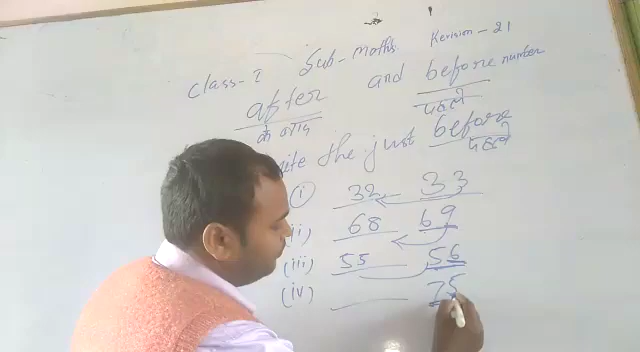 Class-I Sub-maths. Revision-21
after and before number
के बाद पहले
ite the just before
पहले
(i) 32 33
(ii) 68 69
(iii) 55 56
(iv) ____ 75